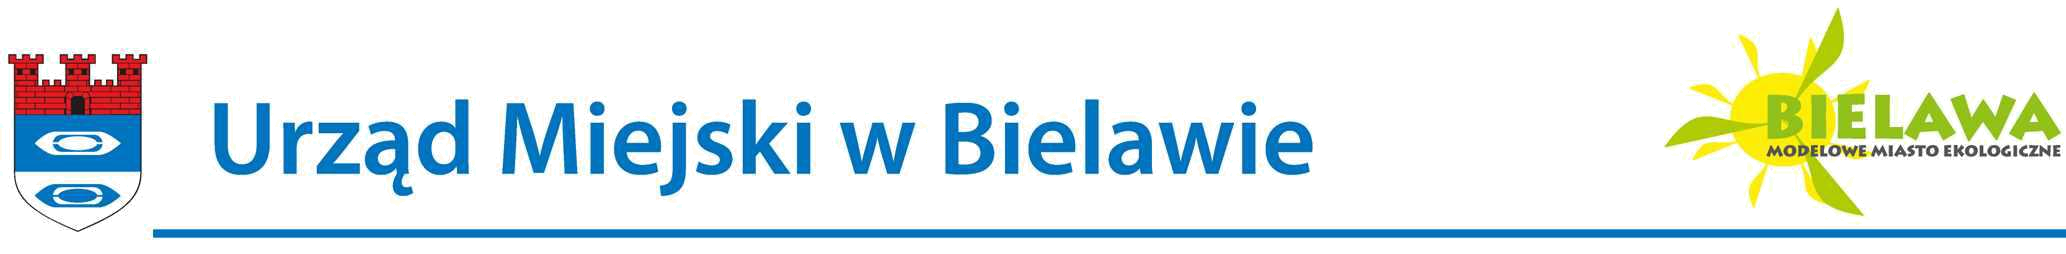 Urząd Miejski w Bielawie
BIELAWA
MODELOWE MIASTO EKOLOGICZNE